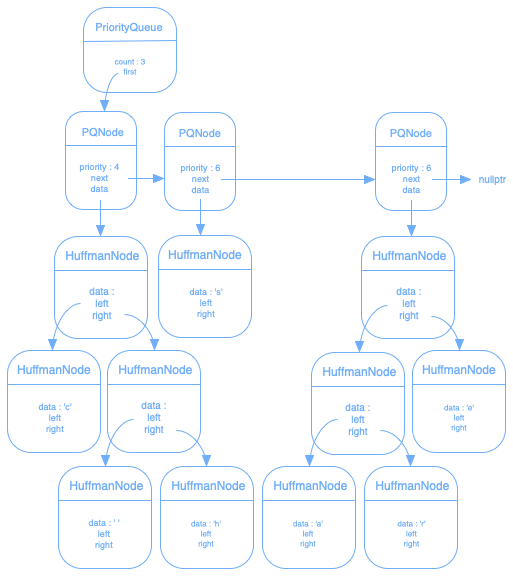 PriorityQueue
count : 3
first
PQNode
priority : 4
next
data
PQNode
priority : 6
next
data
PQNode
priority : 6
next
data
nullptr
HuffmanNode
data :
left
right
HuffmanNode
data : 's'
left
right
HuffmanNode
data :
left
right
HuffmanNode
data : 'c'
left
right
HuffmanNode
data :
left
right
HuffmanNode
data :
left
right
HuffmanNode
data : 'e'
left
right
HuffmanNode
data : ' '
left
right
HuffmanNode
data : 'h'
left
right
HuffmanNode
data : 'a'
left
right
HuffmanNode
data : 'r'
left
right